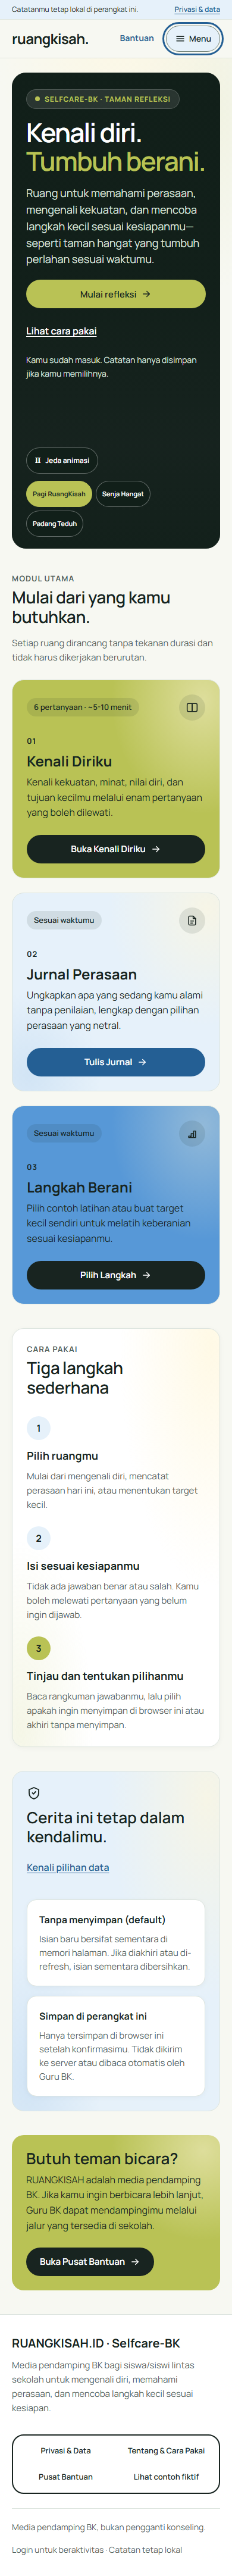 Catatanmu tetap lokal di perangkat ini. Privasi & data
ruangkisah. Bantuan Menu
SELFCARE-BK · TAMAN REFLEKSI
Kenali diri.
Tumbuh berani.
Ruang untuk memahami perasaan,
mengenali kekuatan, dan mencoba
langkah kecil sesuai kesiapanmu—
seperti taman hangat yang tumbuh
perlahan sesuai waktumu.
Mulai refleksi →
Lihat cara pakai
Kamu sudah masuk. Catatan hanya disimpan
jika kamu memilihnya.
Jeda animasi
Pagi RuangKisah Senja Hangat
Padang Teduh
MODUL UTAMA
Mulai dari yang kamu
butuhkan.
Setiap ruang dirancang tanpa tekanan durasi dan
tidak harus dikerjakan berurutan.
6 pertanyaan · ~5-10 menit
01
Kenali Diriku
Kenali kekuatan, minat, nilai diri, dan
tujuan kecilmu melalui enam pertanyaan
yang boleh dilewati.
Buka Kenali Diriku →
Sesuai waktumu
02
Jurnal Perasaan
Ungkapkan apa yang sedang kamu alami
tanpa penilaian, lengkap dengan pilihan
perasaan yang netral.
Tulis Jurnal →
Sesuai waktumu
03
Langkah Berani
Pilih contoh latihan atau buat target
kecil sendiri untuk melatih keberanian
sesuai kesiapanmu.
Pilih Langkah →
CARA PAKAI
Tiga langkah
sederhana
1
Pilih ruangmu
Mulai dari mengenali diri, mencatat
perasaan hari ini, atau menentukan target
kecil.
2
Isi sesuai kesiapanmu
Tidak ada jawaban benar atau salah. Kamu
boleh melewati pertanyaan yang belum
ingin dijawab.
3
Tinjau dan tentukan pilihanmu
Baca rangkuman jawabanmu, lalu pilih
apakah ingin menyimpan di browser ini atau
akhiri tanpa menyimpan.
Cerita ini tetap dalam
kendalimu.
Kenali pilihan data
Tanpa menyimpan (default)
Isian baru bersifat sementara di
memori halaman. Jika diakhiri atau di-
refresh, isian sementara dibersihkan.
Simpan di perangkat ini
Hanya tersimpan di browser ini
setelah konfirmasimu. Tidak dikirim
ke server atau dibaca otomatis oleh
Guru BK.
Butuh teman bicara?
RUANGKISAH adalah media pendamping
BK. Jika kamu ingin berbicara lebih lanjut,
Guru BK dapat mendampingimu melalui
jalur yang tersedia di sekolah.
Buka Pusat Bantuan →
RUANGKISAH.ID · Selfcare-BK
Media pendamping BK bagi siswa/siswi lintas
sekolah untuk mengenali diri, memahami
perasaan, dan mencoba langkah kecil sesuai
kesiapan.
Privasi & Data Tentang & Cara Pakai
Pusat Bantuan Lihat contoh fiktif
Media pendamping BK, bukan pengganti konseling.
Login untuk beraktivitas · Catatan tetap lokal